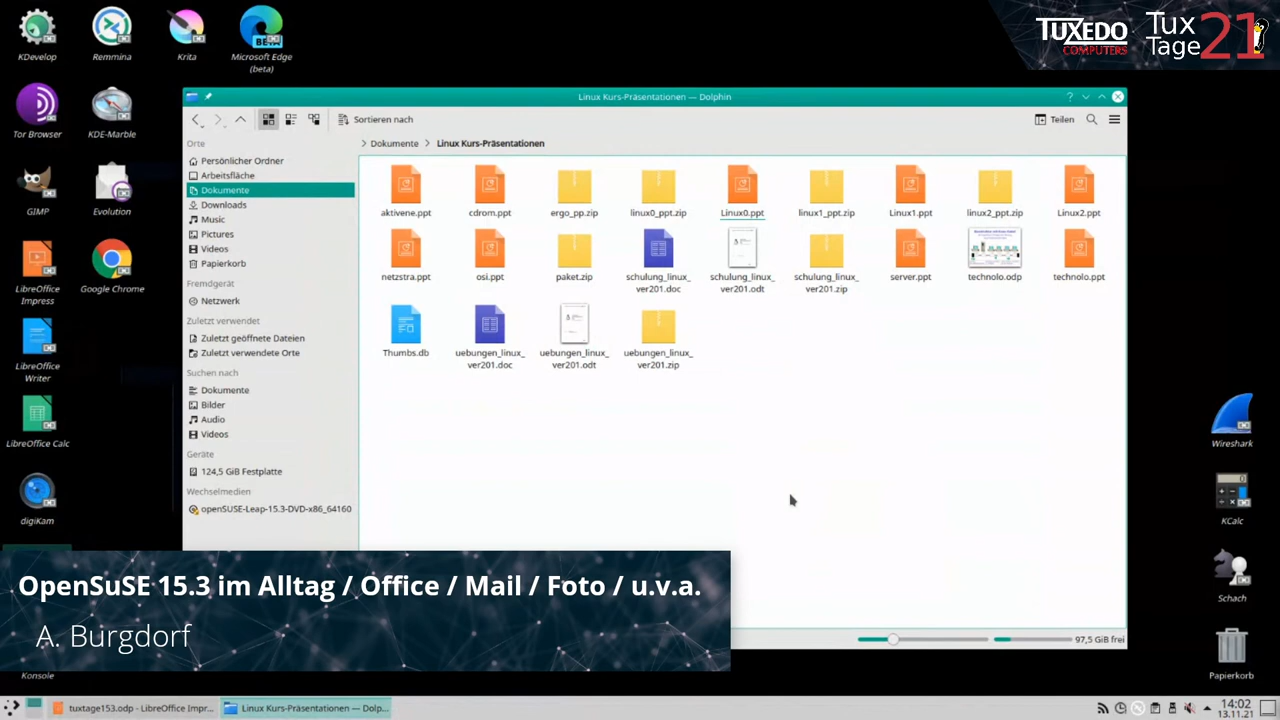 KDevelop
Remmina
Krita
Microsoft Edge
(beta)
TUXEDO
COMPUTERS
Tux
Tage
21
Linux Kurs-Präsentationen — Dolphin
Tor Browser
KDE-Marble
Sortieren nach
Teilen
Orte
Dokumente
Linux Kurs-Präsentationen
Persönlicher Ordner
Arbeitsfläche
Dokumente
Downloads
Music
Pictures
Videos
Papierkorb
Fremdgerät
Netzwerk
Zuletzt verwendet
Zuletzt geöffnete Dateien
Zuletzt verwendete Orte
Suchen nach
Dokumente
Bilder
Audio
Videos
Geräte
124,5 GiB Festplatte
Wechselmedien
openSUSE-Leap-15.3-DVD-x86_64160
aktivene.ppt
cdrom.ppt
ergo_pp.zip
linux0_ppt.zip
Linux0.ppt
linux1_ppt.zip
Linux1.ppt
linux2_ppt.zip
Linux2.ppt
netzstra.ppt
osi.ppt
paket.zip
schulung_linux_
ver201.doc
schulung_linux_
ver201.odt
schulung_linux_
ver201.zip
server.ppt
technolo.odp
technolo.ppt
Thumbs.db
uebungen_linux_
ver201.doc
uebungen_linux_
ver201.odt
uebungen_linux_
ver201.zip
97,5 GiB frei
GIMP
Evolution
LibreOffice
Impress
Google Chrome
LibreOffice
Writer
LibreOffice Calc
digiKam
Konsole
Wireshark
KCalc
Schach
Papierkorb
OpenSuSE 15.3 im Alltag / Office / Mail / Foto / u.v.a.
A. Burgdorf
tuxtage153.odp - LibreOffice Impr...
Linux Kurs-Präsentationen — Dolp...
14:02
13.11.21